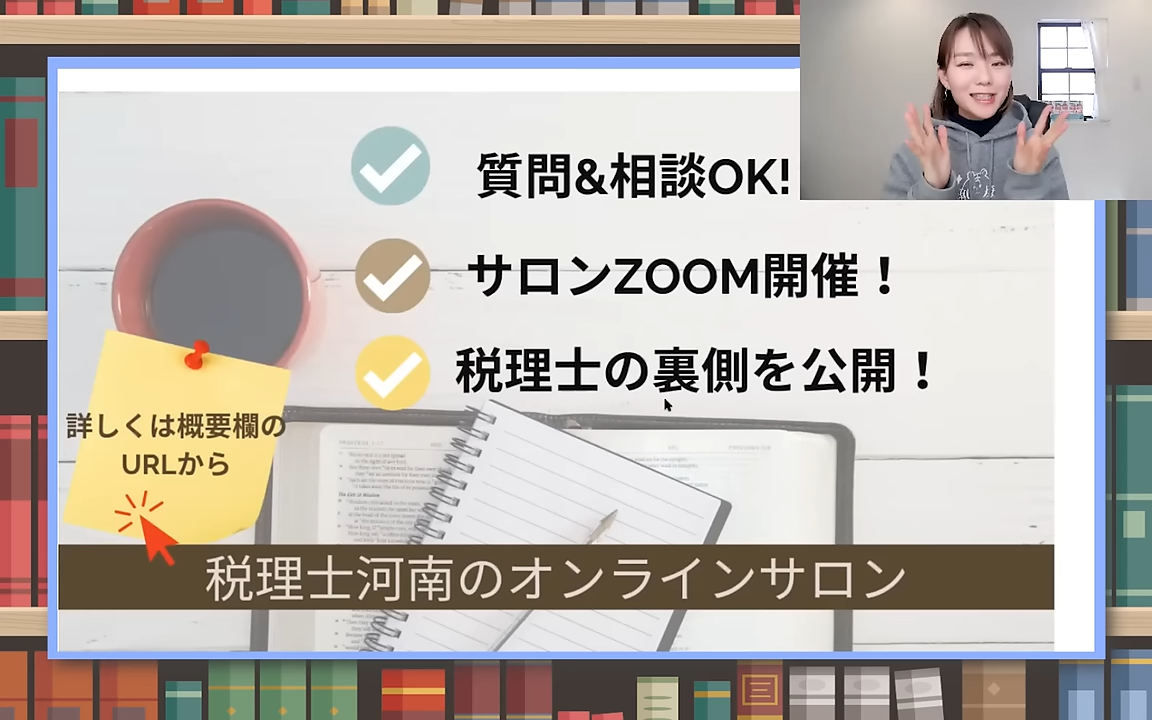 質問&相談OK!
サロンZOOM開催！
税理士の裏側を公開！
詳しくは概要欄の
URLから
税理士河南のオンラインサロン